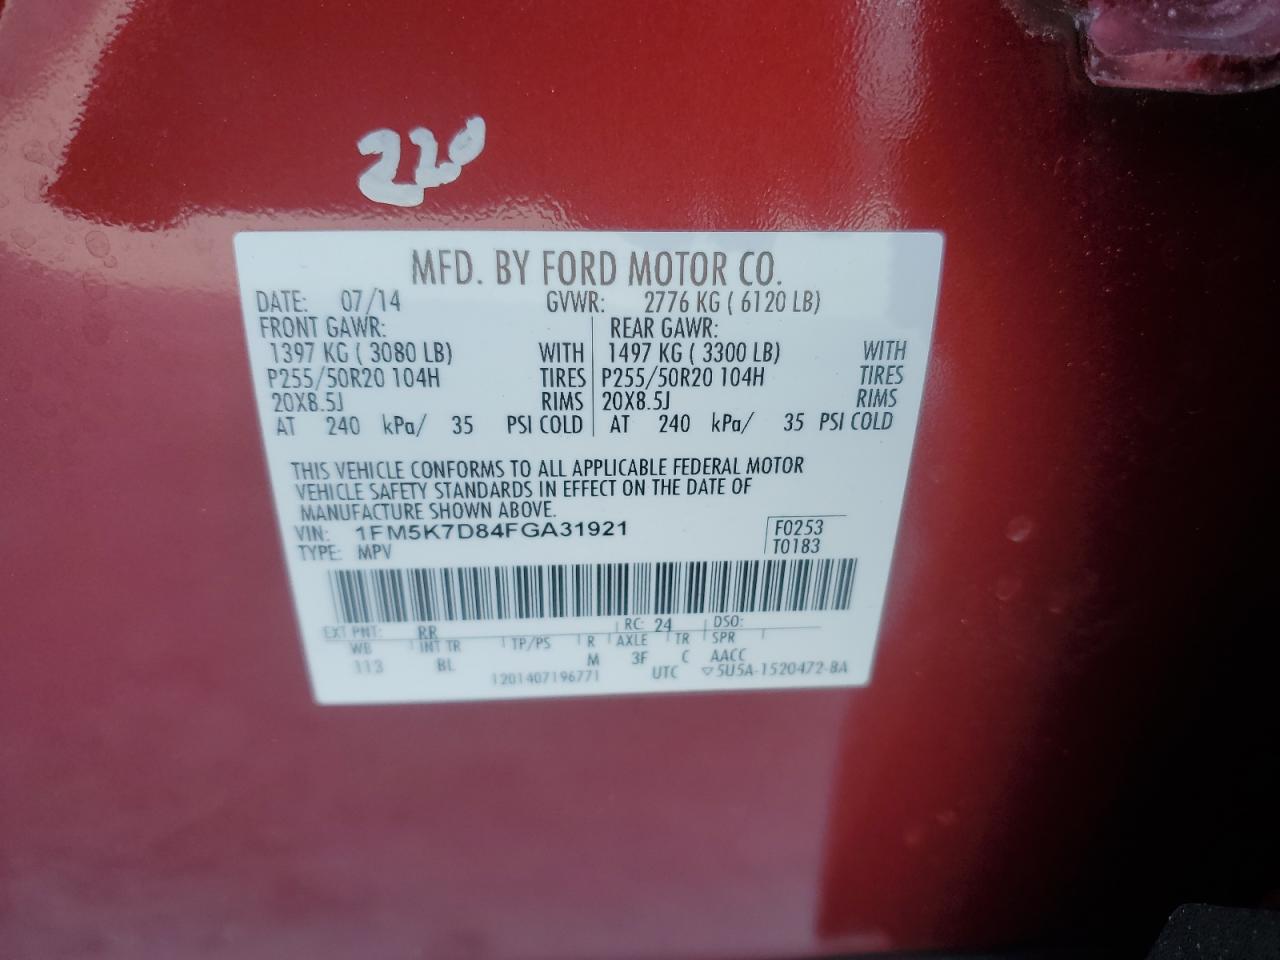 220
MFD. BY FORD MOTOR CO.
DATE: 07/14 GVWR: 2776 KG ( 6120 LB)
FRONT GAWR: REAR GAWR:
1397 KG ( 3080 LB) WITH 1497 KG ( 3300 LB) WITH
P255/50R20 104H TIRES P255/50R20 104H TIRES
20X8.5J RIMS 20X8.5J RIMS
AT 240 kPa/ 35 PSI COLD AT 240 kPa/ 35 PSI COLD
THIS VEHICLE CONFORMS TO ALL APPLICABLE FEDERAL MOTOR
VEHICLE SAFETY STANDARDS IN EFFECT ON THE DATE OF
MANUFACTURE SHOWN ABOVE.
VIN: 1FM5K7D84FGA31921 F0253
TYPE: MPV T0183
EXT PNT: RR RC: 24 DSO:
WB INT TR TP/PS R AXLE TR SPR
113 BL M 3F C AACC
1201407196771 UTC ▽5U5A-1520472-BA